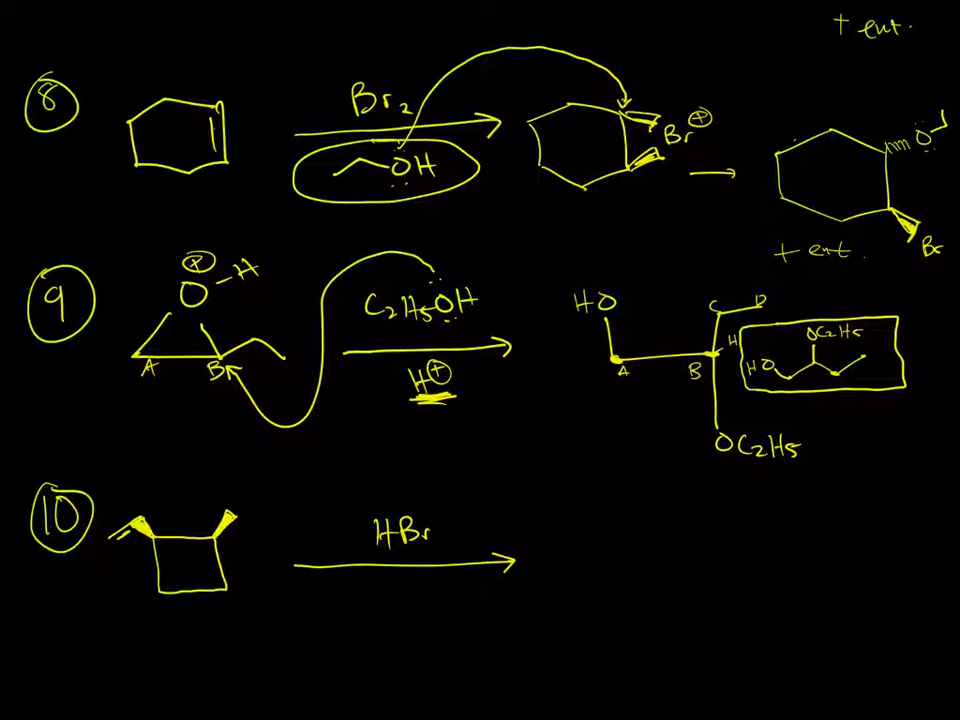 + ent.
8
Br2
OH
Br⊕
O
Br
+ ent.
9
⊕
O-H
A
B
C2H5OH
H⊕
HO
A
B
C
D
H
OC2H5
HO
OC2H5
10
HBr